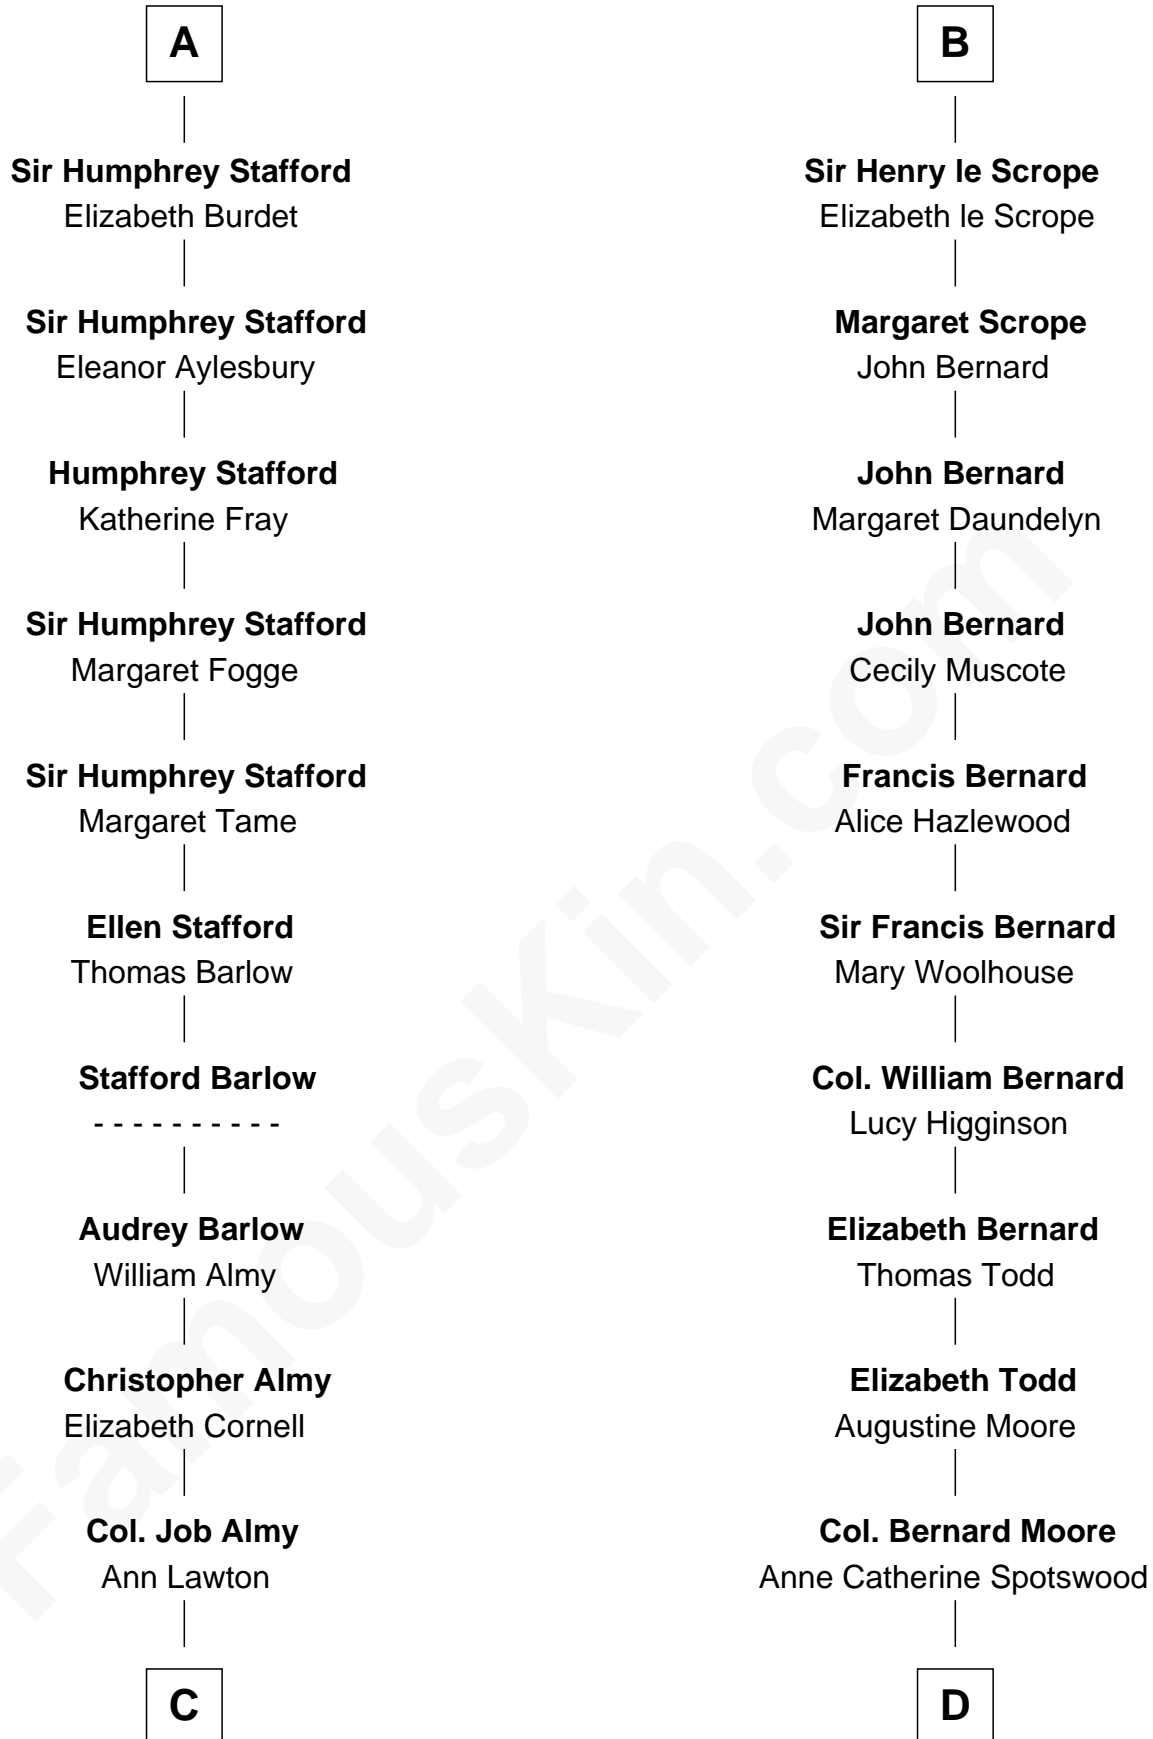 A
Sir Humphrey Stafford
Elizabeth Burdet
Sir Humphrey Stafford
Eleanor Aylesbury
Humphrey Stafford
Katherine Fray
Sir Humphrey Stafford
Margaret Fogge
Sir Humphrey Stafford
Margaret Tame
Ellen Stafford
Thomas Barlow
Stafford Barlow
- - - - - - - - - -
Audrey Barlow
William Almy
Christopher Almy
Elizabeth Cornell
Col. Job Almy
Ann Lawton
C
B
Sir Henry le Scrope
Elizabeth le Scrope
Margaret Scrope
John Bernard
John Bernard
Margaret Daundelyn
John Bernard
Cecily Muscote
Francis Bernard
Alice Hazlewood
Sir Francis Bernard
Mary Woolhouse
Col. William Bernard
Lucy Higginson
Elizabeth Bernard
Thomas Todd
Elizabeth Todd
Augustine Moore
Col. Bernard Moore
Anne Catherine Spotswood
D
FamousKin.com